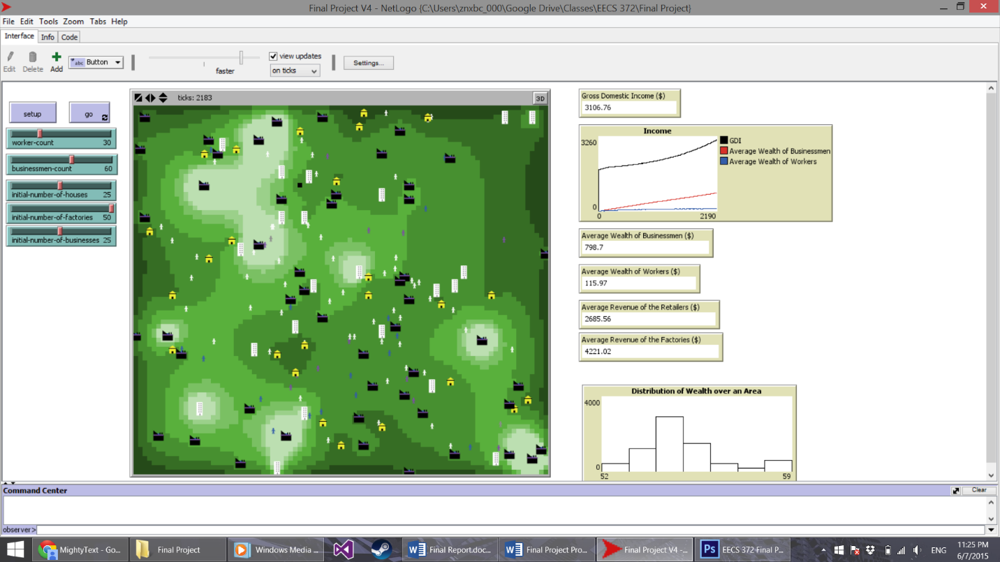 Final Project V4 - NetLogo {C:\Users\znxbc_000\Google Drive\Classes\EECS 372\Final Project}
File Edit Tools Zoom Tabs Help
Interface Info Code
Edit Delete Add
abc Button
faster
view updates
on ticks
Settings...
setup
go
worker-count 30
businessmen-count 60
initial-number-of-houses 25
initial-number-of-factories 50
initial-number-of-businesses 25
ticks: 2183
3D
Gross Domestic Income ($)
3106.76
Income
3260
0
0 2190
GDI
Average Wealth of Businessmen
Average Wealth of Workers
Average Wealth of Businessmen ($)
798.7
Average Wealth of Workers ($)
115.97
Average Revenue of the Retailers ($)
2685.56
Average Revenue of the Factories ($)
4221.02
Distribution of Wealth over an Area
4000
0
52 59
Command Center
Clear
observer>
MightyText - Go...
Final Project
Windows Media ...
Final Report.doc...
Final Project Pro...
Final Project V4 -...
Ps EECS 372 Final P...
ENG
11:25 PM
6/7/2015